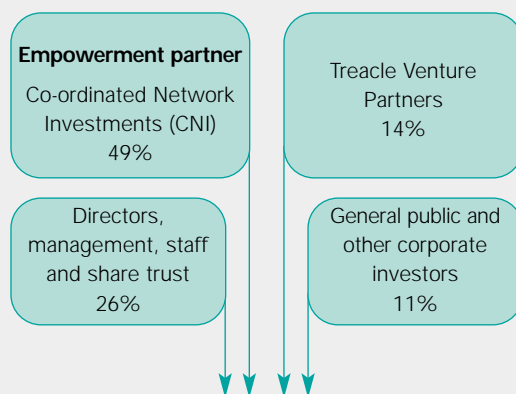 Empowerment partner
Co-ordinated Network
Investments (CNI)
49%
Treacle Venture
Partners
14%
Directors,
management, staff
and share trust
26%
General public and
other corporate
investors
11%